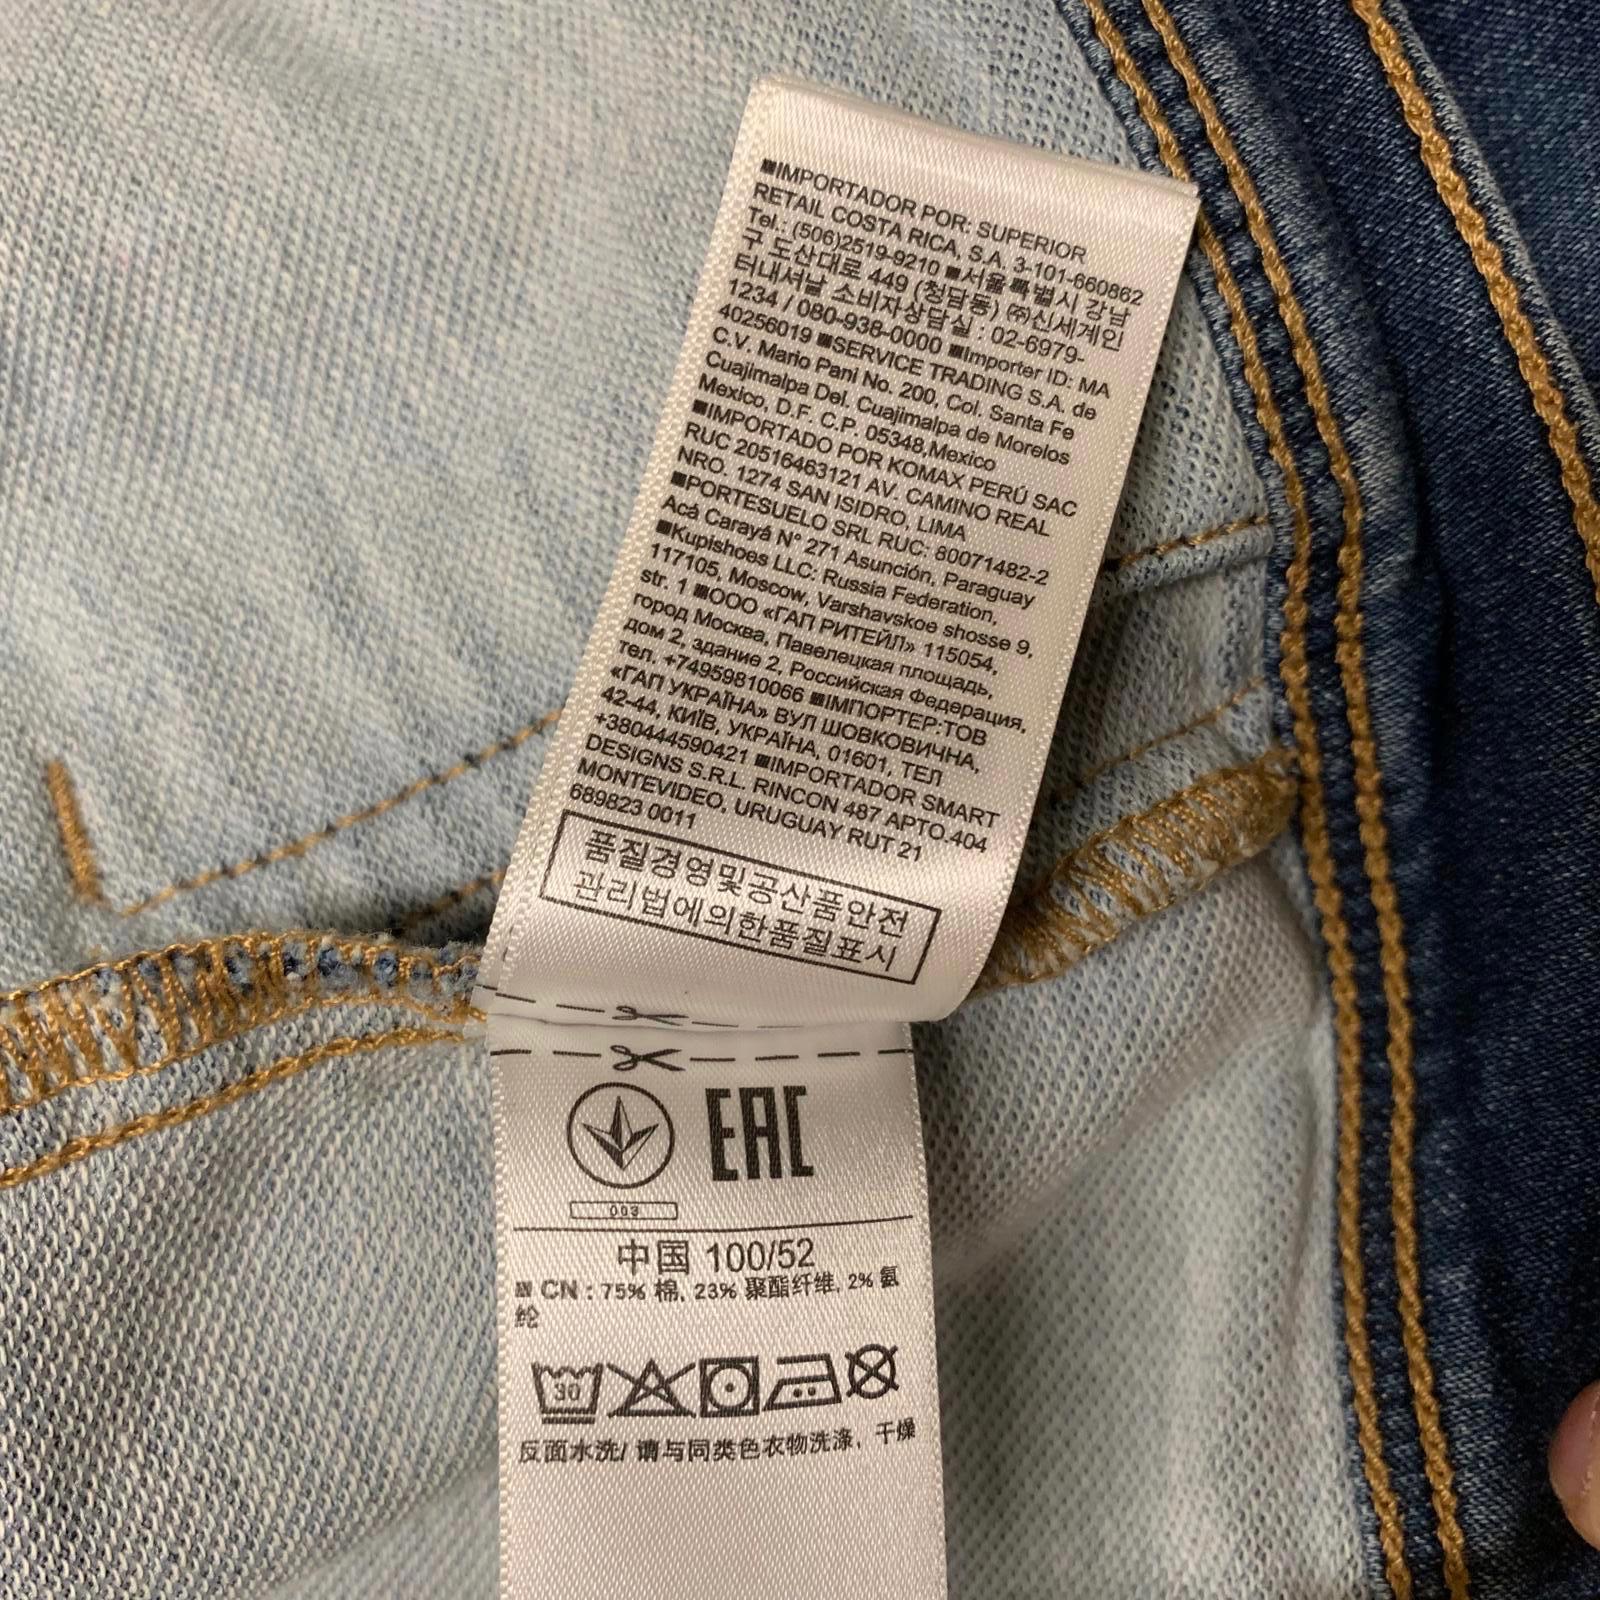 ■IMPORTADOR POR: SUPERIOR
RETAIL COSTA RICA, S.A. 3-101-660862
Tel.: (506)2519-9210 ■서울특별시 강남
구 도산대로 449 (청담동) ㈜신세계인
터내셔날 소비자상담실 : 02-6979-
1234 / 080-938-0000 ■Importer ID: MA
40256019 ■SERVICE TRADING S.A. de
C.V. Mario Pani No. 200, Col. Santa Fe
Cuajimalpa Del. Cuajimalpa de Morelos
Mexico, D.F. C.P. 05348,Mexico
■IMPORTADO POR KOMAX PERÚ SAC
RUC 20516463121 AV. CAMINO REAL
NRO. 1274 SAN ISIDRO, LIMA
■PORTESUELO SRL RUC: 80071482-2
Acá Carayá N° 271 Asunción, Paraguay
■Kupishoes LLC: Russia Federation,
117105, Moscow, Varshavskoe shosse 9,
str. 1 ■ООО «ГАП РИТЕЙЛ» 115054,
город Москва, Павелецкая площадь,
дом 2, здание 2, Российская Федерация,
тел. +74959810066 ■ІМПОРТЕР:ТОВ
«ГАП УКРАЇНА» ВУЛ ШОВКОВИЧНА,
42-44, КИЇВ, УКРАЇНА, 01601, ТЕЛ
+380444590421 ■IMPORTADOR SMART
DESIGNS S.R.L. RINCON 487 APTO.404
MONTEVIDEO, URUGUAY RUT 21
689823 0011
품질경영및공산품안전
관리법에의한품질표시
EAC
003
中国 100/52
■ CN : 75% 棉, 23% 聚酯纤维, 2% 氨
纶
30
反面水洗/ 请与同类色衣物洗涤, 干燥